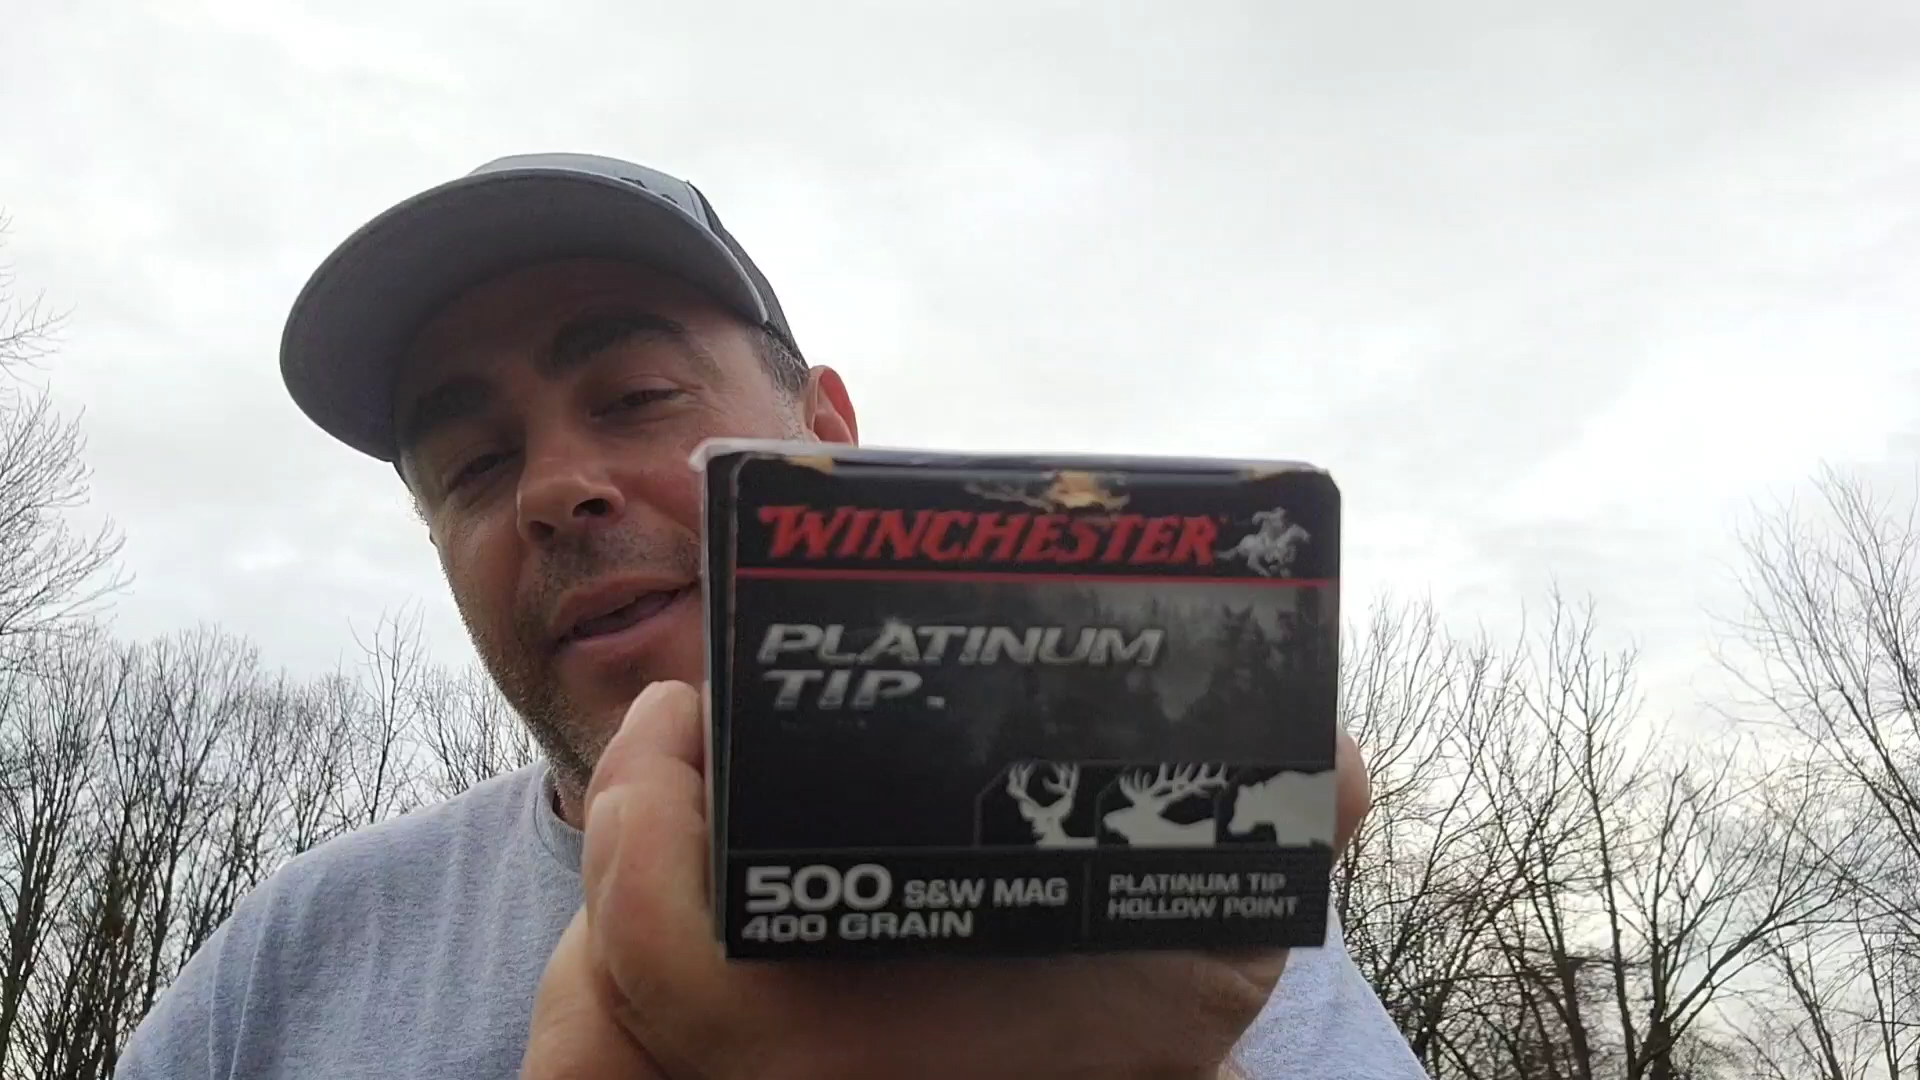 WINCHESTER
PLATINUM
TIP.
500 S&W MAG
400 GRAIN
PLATINUM TIP
HOLLOW POINT